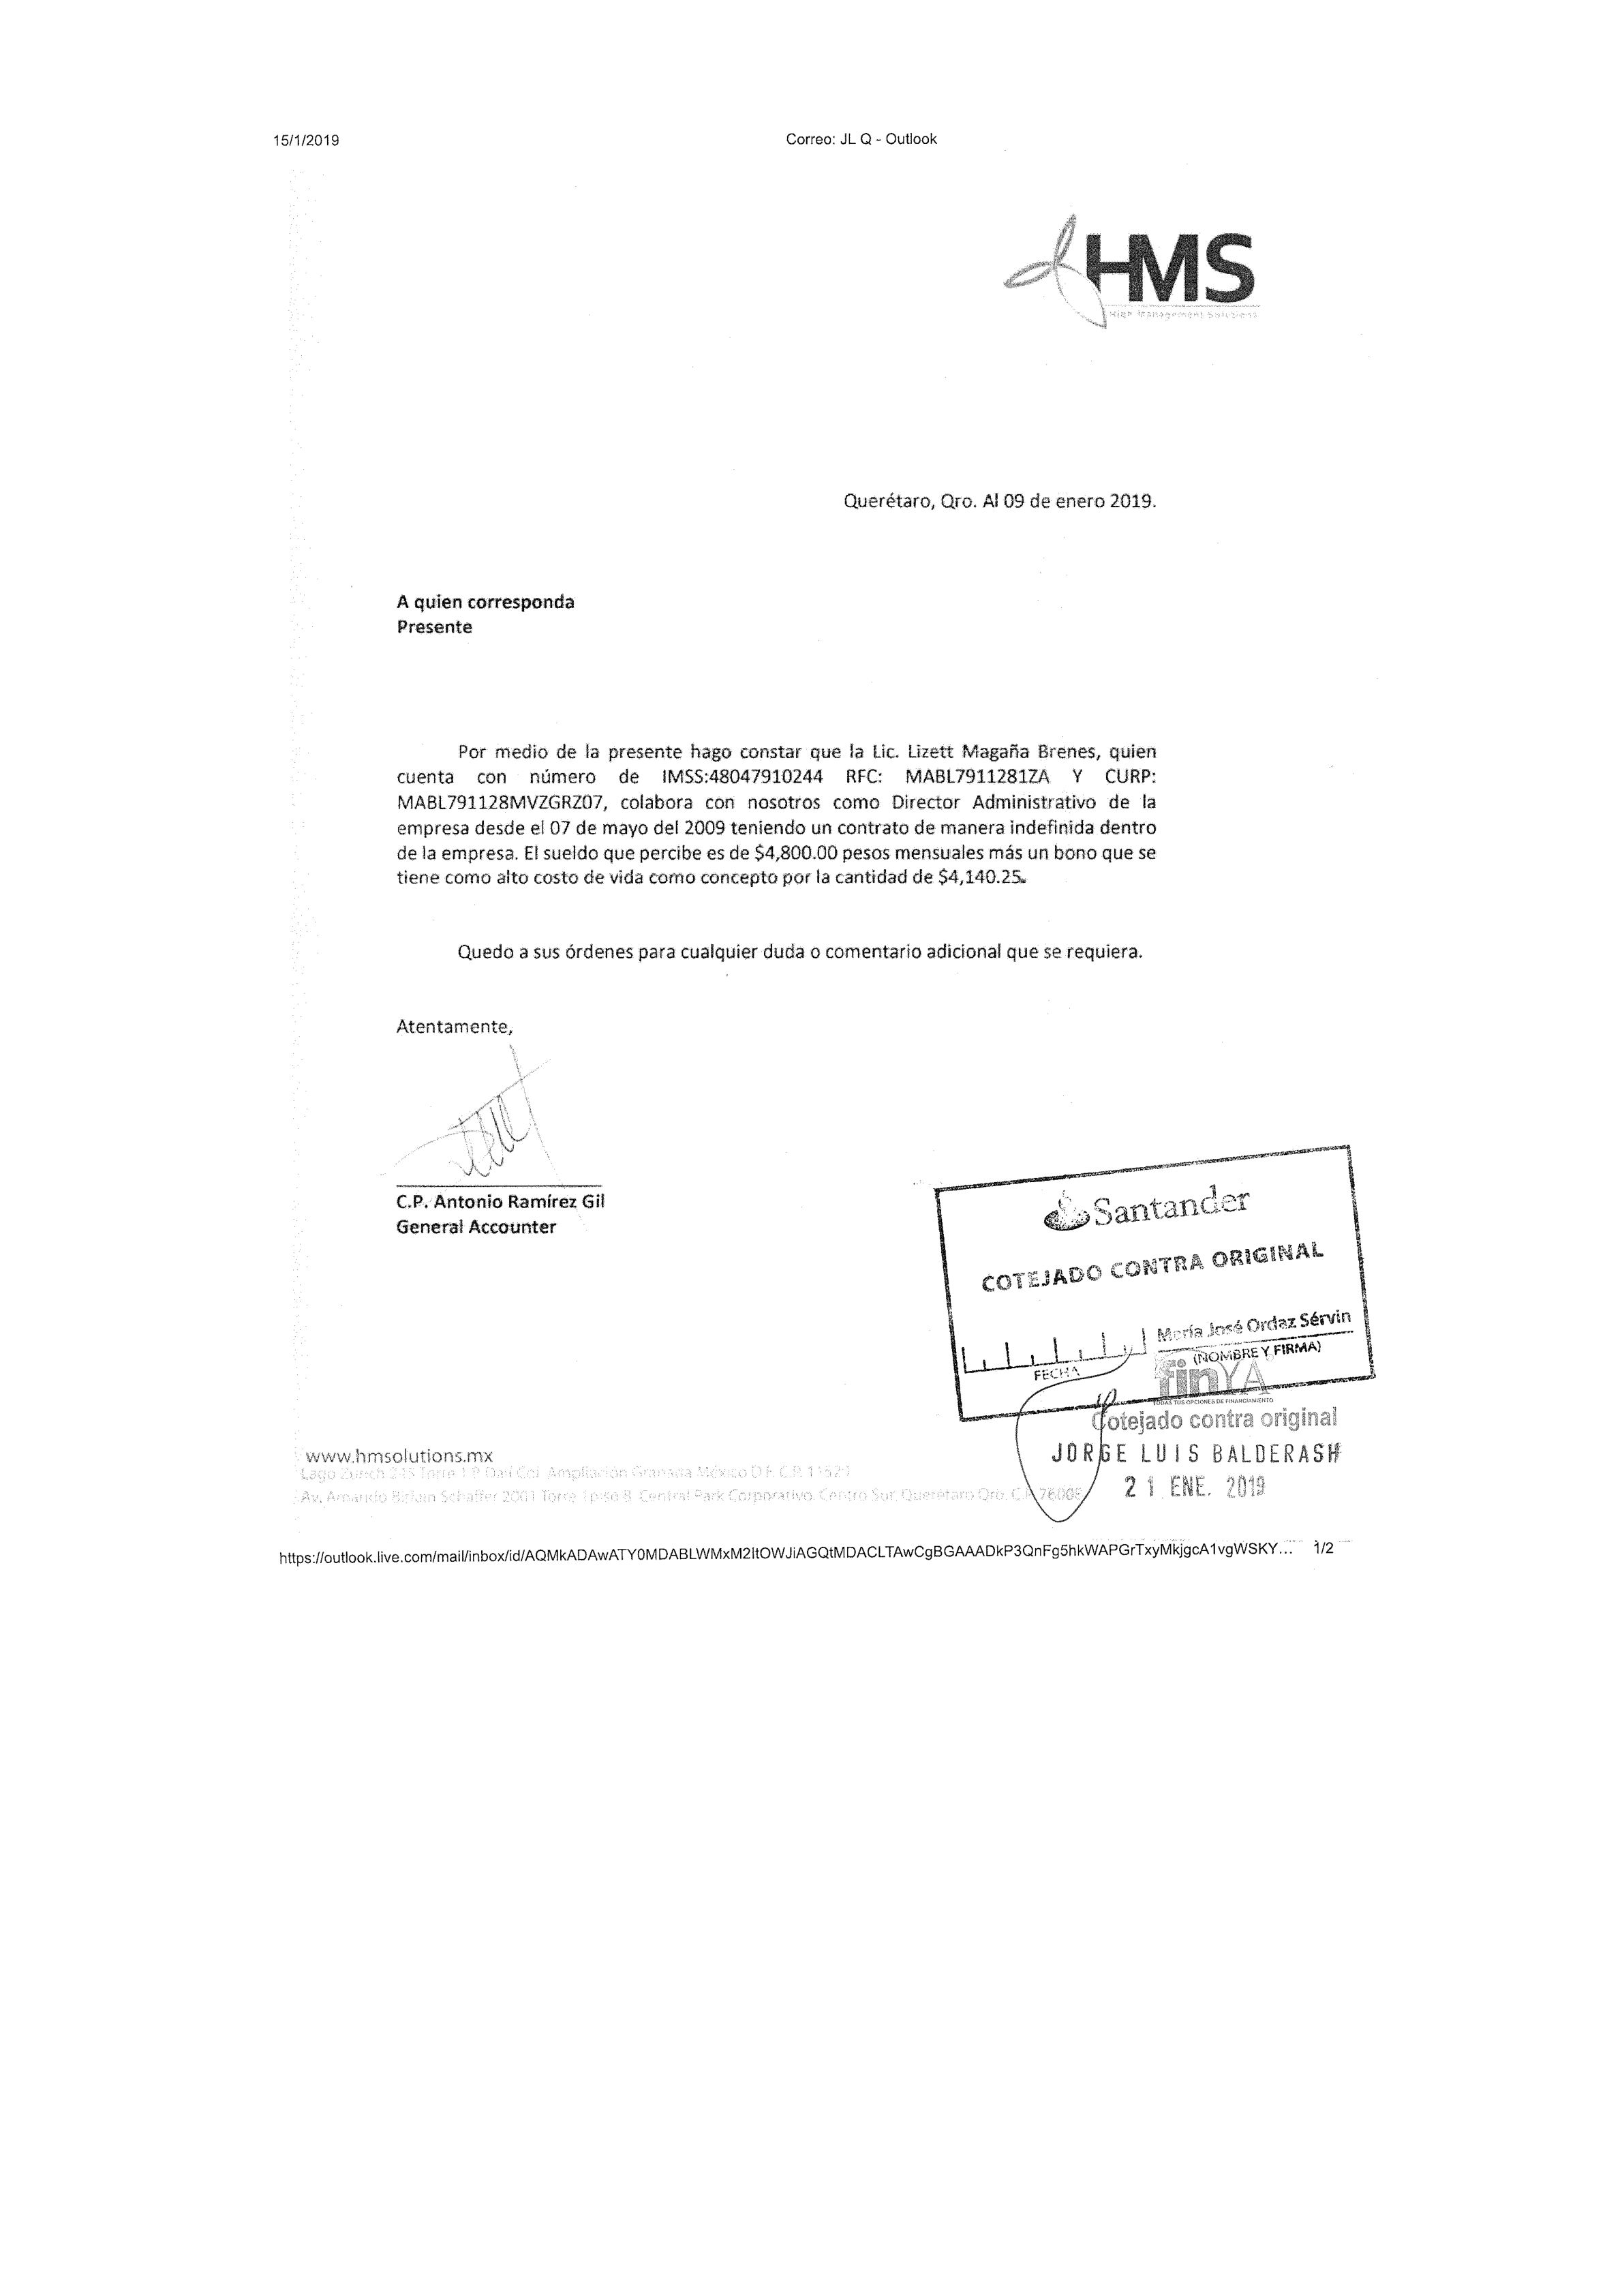 15/1/2019 Correo: JL Q - Outlook
HMS
High Management Solutions
Querétaro, Qro. Al 09 de enero 2019.
A quien corresponda
Presente
Por medio de la presente hago constar que la Lic. Lizett Magaña Brenes, quien
cuenta con número de IMSS:48047910244 RFC: MABL7911281ZA Y CURP:
MABL791128MVZGRZ07, colabora con nosotros como Director Administrativo de la
empresa desde el 07 de mayo del 2009 teniendo un contrato de manera indefinida dentro
de la empresa. El sueldo que percibe es de $4,800.00 pesos mensuales más un bono que se
tiene como alto costo de vida como concepto por la cantidad de $4,140.25.
Quedo a sus órdenes para cualquier duda o comentario adicional que se requiera.
Atentamente,
C.P. Antonio Ramírez Gil
General Accounter
Santander
COTEJADO CONTRA ORIGINAL
María José Ordaz Sérvin
FECHA (NOMBRE Y FIRMA)
finYA
TODAS TUS OPCIONES DE FINANCIAMIENTO
Cotejado contra original
JORGE LUIS BALDERASH
21 ENE. 2019
www.hmsolutions.mx
Lago Zurich 245 Torre Col. Ampliación Granada México D.F. C.P.
Av. Armando Birlain Schaffer 2001 Torre 1piso 8. Central Park Corporativo. Centro Sur, Querétaro Qro. C.P.
https://outlook.live.com/mail/inbox/id/AQMkADAwATY0MDABLWMxM2ItOWJiAGQtMDACLTAwCgBGAAADkP3QnFg5hkWAPGrTxyMkjgcA1vgWSKY... 1/2